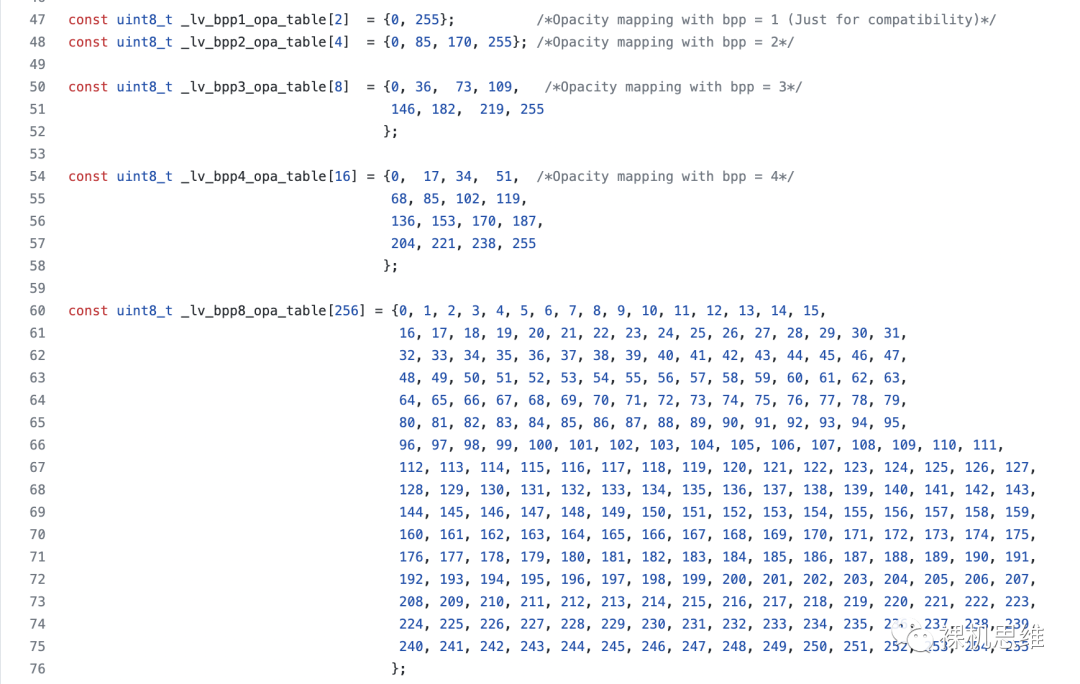 47 const uint8_t _lv_bpp1_opa_table[2]  = {0, 255};          /*Opacity mapping with bpp = 1 (Just for compatibility)*/
48 const uint8_t _lv_bpp2_opa_table[4]  = {0, 85, 170, 255}; /*Opacity mapping with bpp = 2*/
49
50 const uint8_t _lv_bpp3_opa_table[8]  = {0, 36,  73, 109,   /*Opacity mapping with bpp = 3*/
51 146, 182,  219, 255
52 };
53
54 const uint8_t _lv_bpp4_opa_table[16] = {0,  17, 34,  51,  /*Opacity mapping with bpp = 4*/
55 68, 85, 102, 119,
56 136, 153, 170, 187,
57 204, 221, 238, 255
58 };
59
60 const uint8_t _lv_bpp8_opa_table[256] = {0, 1, 2, 3, 4, 5, 6, 7, 8, 9, 10, 11, 12, 13, 14, 15,
61 16, 17, 18, 19, 20, 21, 22, 23, 24, 25, 26, 27, 28, 29, 30, 31,
62 32, 33, 34, 35, 36, 37, 38, 39, 40, 41, 42, 43, 44, 45, 46, 47,
63 48, 49, 50, 51, 52, 53, 54, 55, 56, 57, 58, 59, 60, 61, 62, 63,
64 64, 65, 66, 67, 68, 69, 70, 71, 72, 73, 74, 75, 76, 77, 78, 79,
65 80, 81, 82, 83, 84, 85, 86, 87, 88, 89, 90, 91, 92, 93, 94, 95,
66 96, 97, 98, 99, 100, 101, 102, 103, 104, 105, 106, 107, 108, 109, 110, 111,
67 112, 113, 114, 115, 116, 117, 118, 119, 120, 121, 122, 123, 124, 125, 126, 127,
68 128, 129, 130, 131, 132, 133, 134, 135, 136, 137, 138, 139, 140, 141, 142, 143,
69 144, 145, 146, 147, 148, 149, 150, 151, 152, 153, 154, 155, 156, 157, 158, 159,
70 160, 161, 162, 163, 164, 165, 166, 167, 168, 169, 170, 171, 172, 173, 174, 175,
71 176, 177, 178, 179, 180, 181, 182, 183, 184, 185, 186, 187, 188, 189, 190, 191,
72 192, 193, 194, 195, 196, 197, 198, 199, 200, 201, 202, 203, 204, 205, 206, 207,
73 208, 209, 210, 211, 212, 213, 214, 215, 216, 217, 218, 219, 220, 221, 222, 223,
74 224, 225, 226, 227, 228, 229, 230, 231, 232, 233, 234, 235, 236, 237, 238, 239,
75 240, 241, 242, 243, 244, 245, 246, 247, 248, 249, 250, 251, 252, 253, 254, 255
裸机思维
76 };